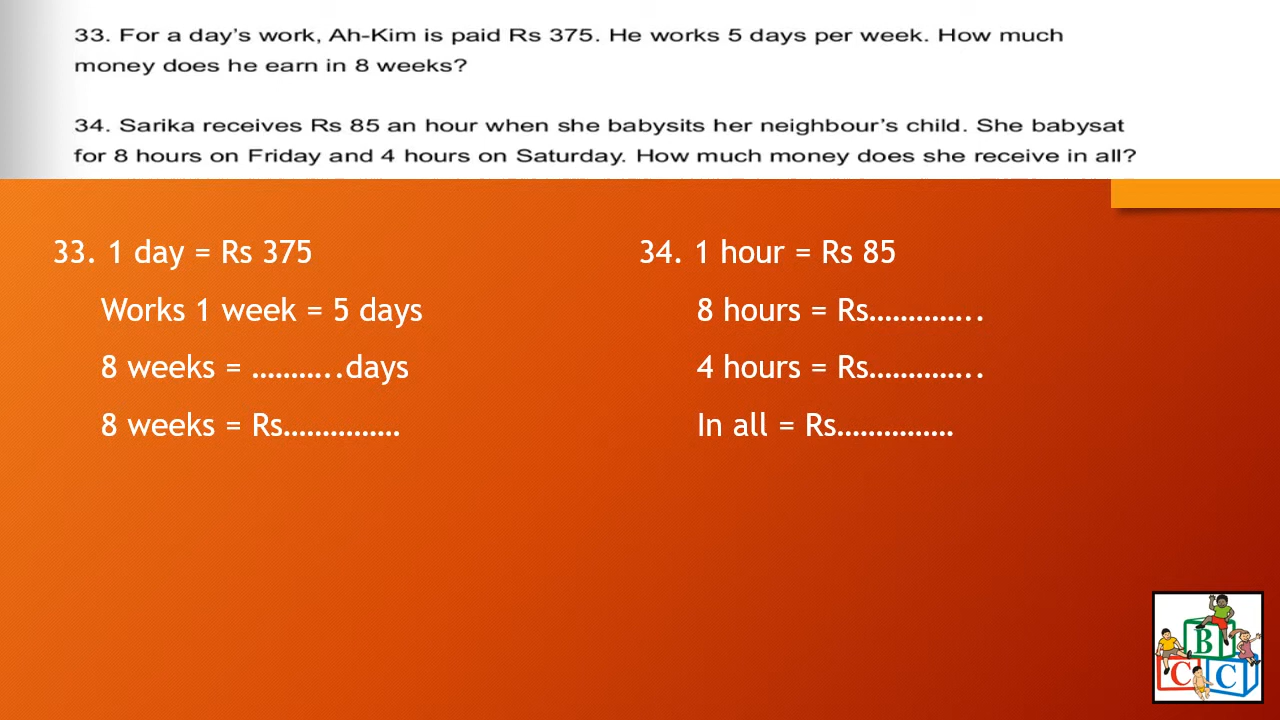 33. For a day's work, Ah-Kim is paid Rs 375. He works 5 days per week. How much
money does he earn in 8 weeks?
34. Sarika receives Rs 85 an hour when she babysits her neighbour's child. She babysat
for 8 hours on Friday and 4 hours on Saturday. How much money does she receive in all?
33. 1 day = Rs 375
Works 1 week = 5 days
8 weeks = ………..days
8 weeks = Rs……………
34. 1 hour = Rs 85
8 hours = Rs…………..
4 hours = Rs…………..
In all = Rs……………
B
C C